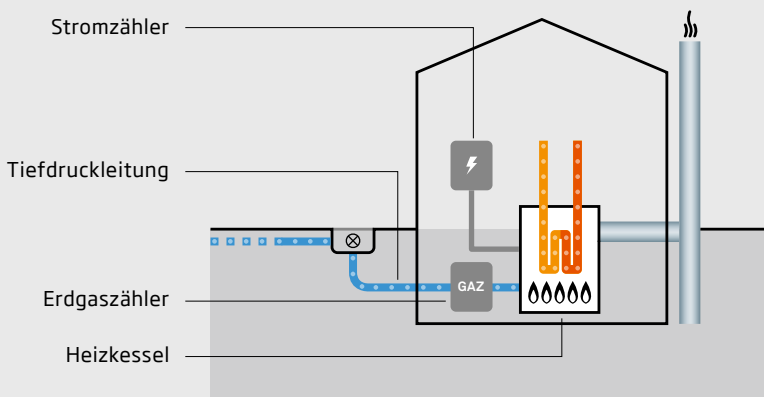 Stromzähler
Tiefdruckleitung
Erdgaszähler
GAZ
Heizkessel